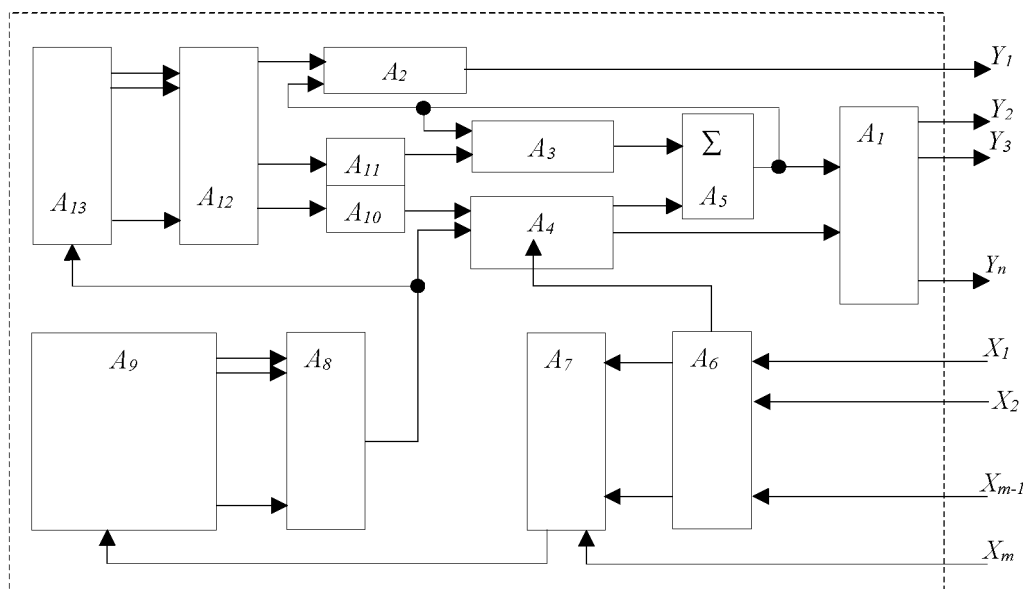 Y₁
A₂
Y₂
A₁
Σ
Y₃
A₃
A₁₁
A₁₃
A₁₂
A₅
A₁₀
A₄
Yₙ
A₉
A₈
A₇
A₆
X₁
X₂
Xₘ₋₁
Xₘ